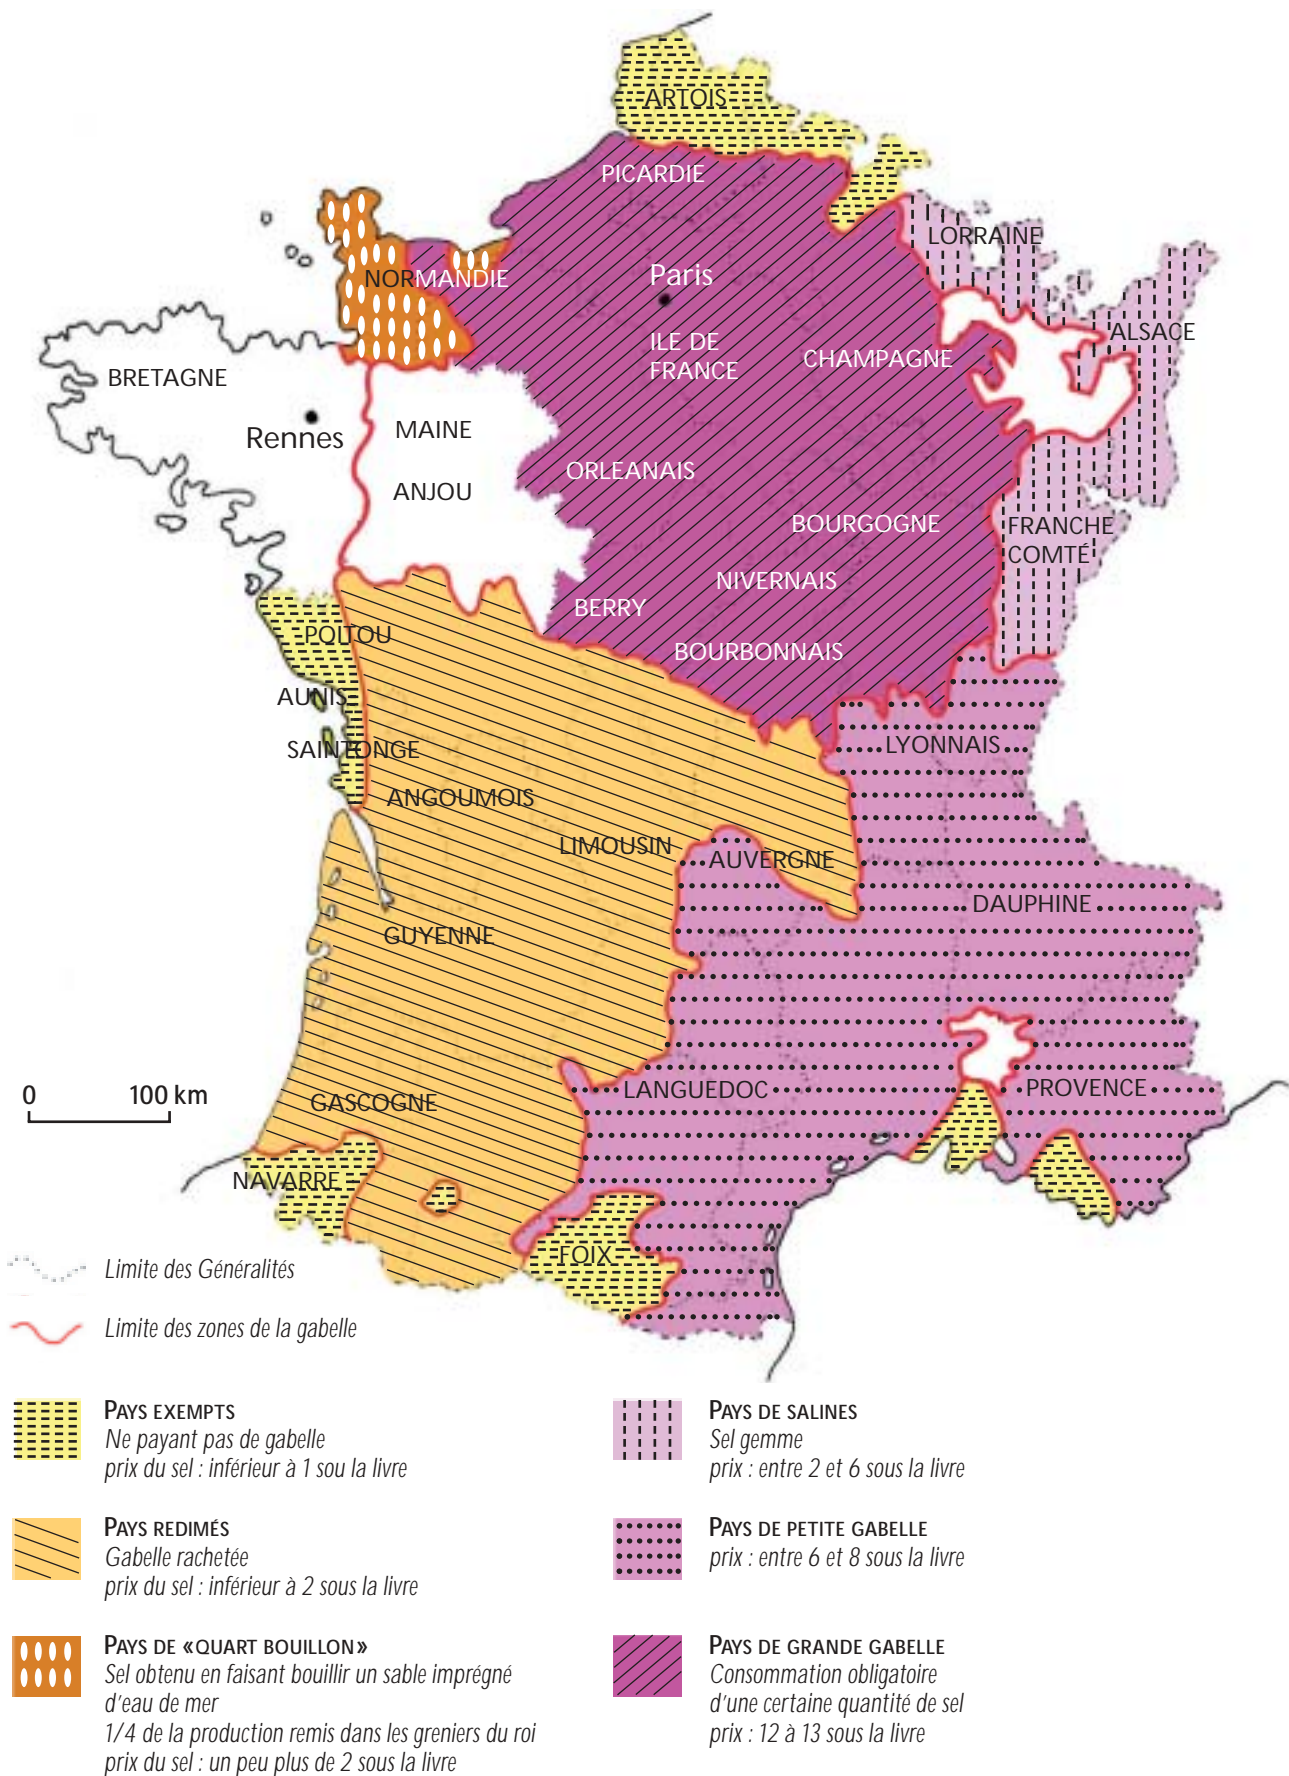 ARTOIS
PICARDIE
LORRAINE
NORMANDIE
Paris
ALSACE
ILE DE
FRANCE
CHAMPAGNE
BRETAGNE
Rennes
MAINE
ORLEANAIS
ANJOU
BOURGOGNE
FRANCHE
COMTÉ
NIVERNAIS
BERRY
POITOU
BOURBONNAIS
AUNIS
SAINTONGE
LYONNAIS
ANGOUMOIS
LIMOUSIN
AUVERGNE
DAUPHINE
GUYENNE
0 100 km
GASCOGNE
LANGUEDOC
PROVENCE
NAVARRE
FOIX
Limite des Généralités
Limite des zones de la gabelle
PAYS EXEMPTS
Ne payant pas de gabelle
prix du sel : inférieur à 1 sou la livre
PAYS REDIMÉS
Gabelle rachetée
prix du sel : inférieur à 2 sous la livre
PAYS DE «QUART BOUILLON»
Sel obtenu en faisant bouillir un sable imprégné
d'eau de mer
1/4 de la production remis dans les greniers du roi
prix du sel : un peu plus de 2 sous la livre
PAYS DE SALINES
Sel gemme
prix : entre 2 et 6 sous la livre
PAYS DE PETITE GABELLE
prix : entre 6 et 8 sous la livre
PAYS DE GRANDE GABELLE
Consommation obligatoire
d'une certaine quantité de sel
prix : 12 à 13 sous la livre